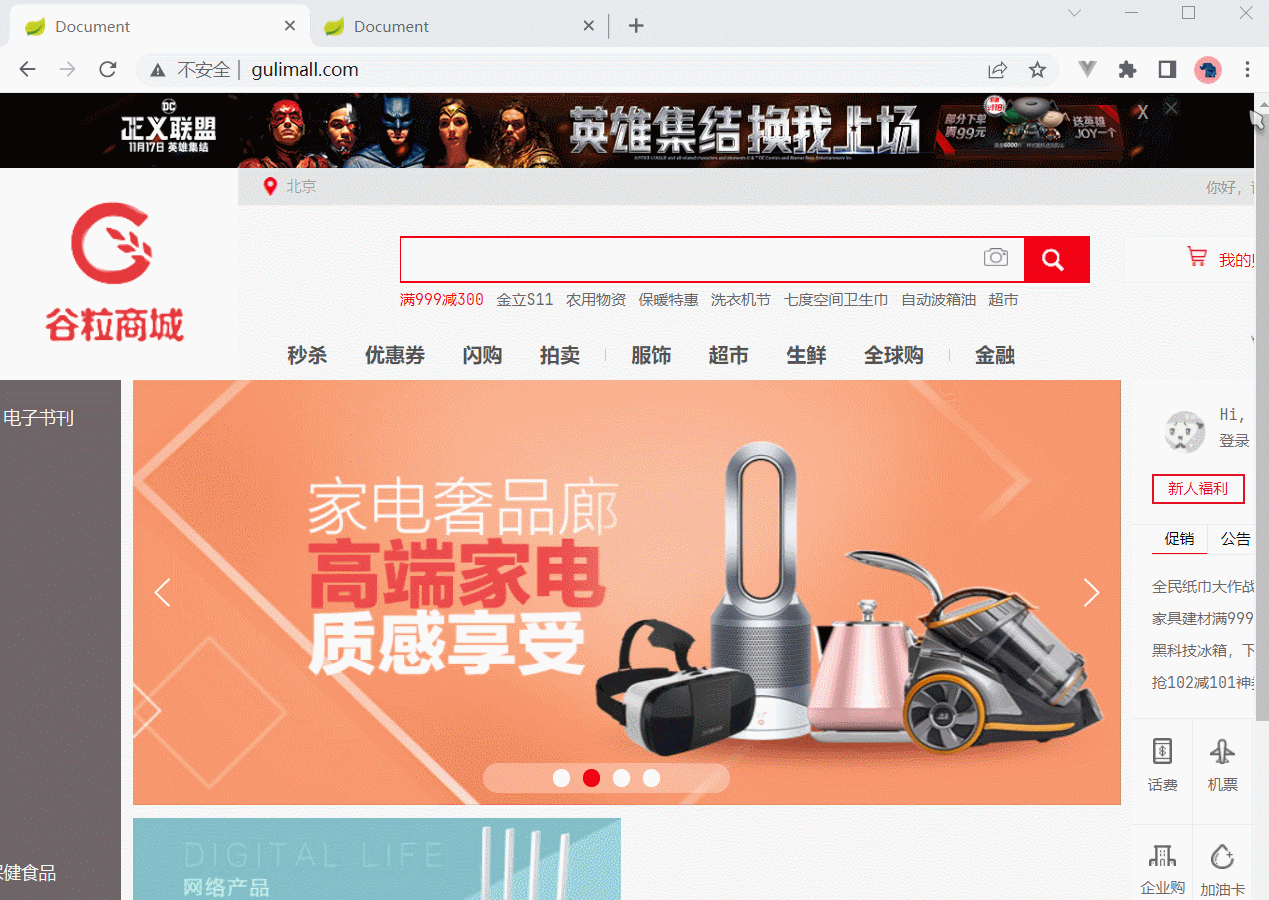 Document
Document
不安全 | gulimall.com
DC
正义联盟
11月17日 英雄集结
英雄集结 换我上场
部分下单
满99元
送英雄
JOY一个
X
北京
你好，
谷粒商城
我的
满999减300 金立S11 农用物资 保暖特惠 洗衣机节 七度空间卫生巾 自动波箱油 超市
秒杀 优惠券 闪购 拍卖 服饰 超市 生鲜 全球购 金融
电子书刊
健食品
家电奢品廊
高端家电
质感享受
DIGITAL LIFE
网络产品
Hi,
登录
新人福利
促销 公告
全民纸巾大作战
家具建材满999
黑科技冰箱，下
抢102减101神
话费 机票
企业购 加油卡